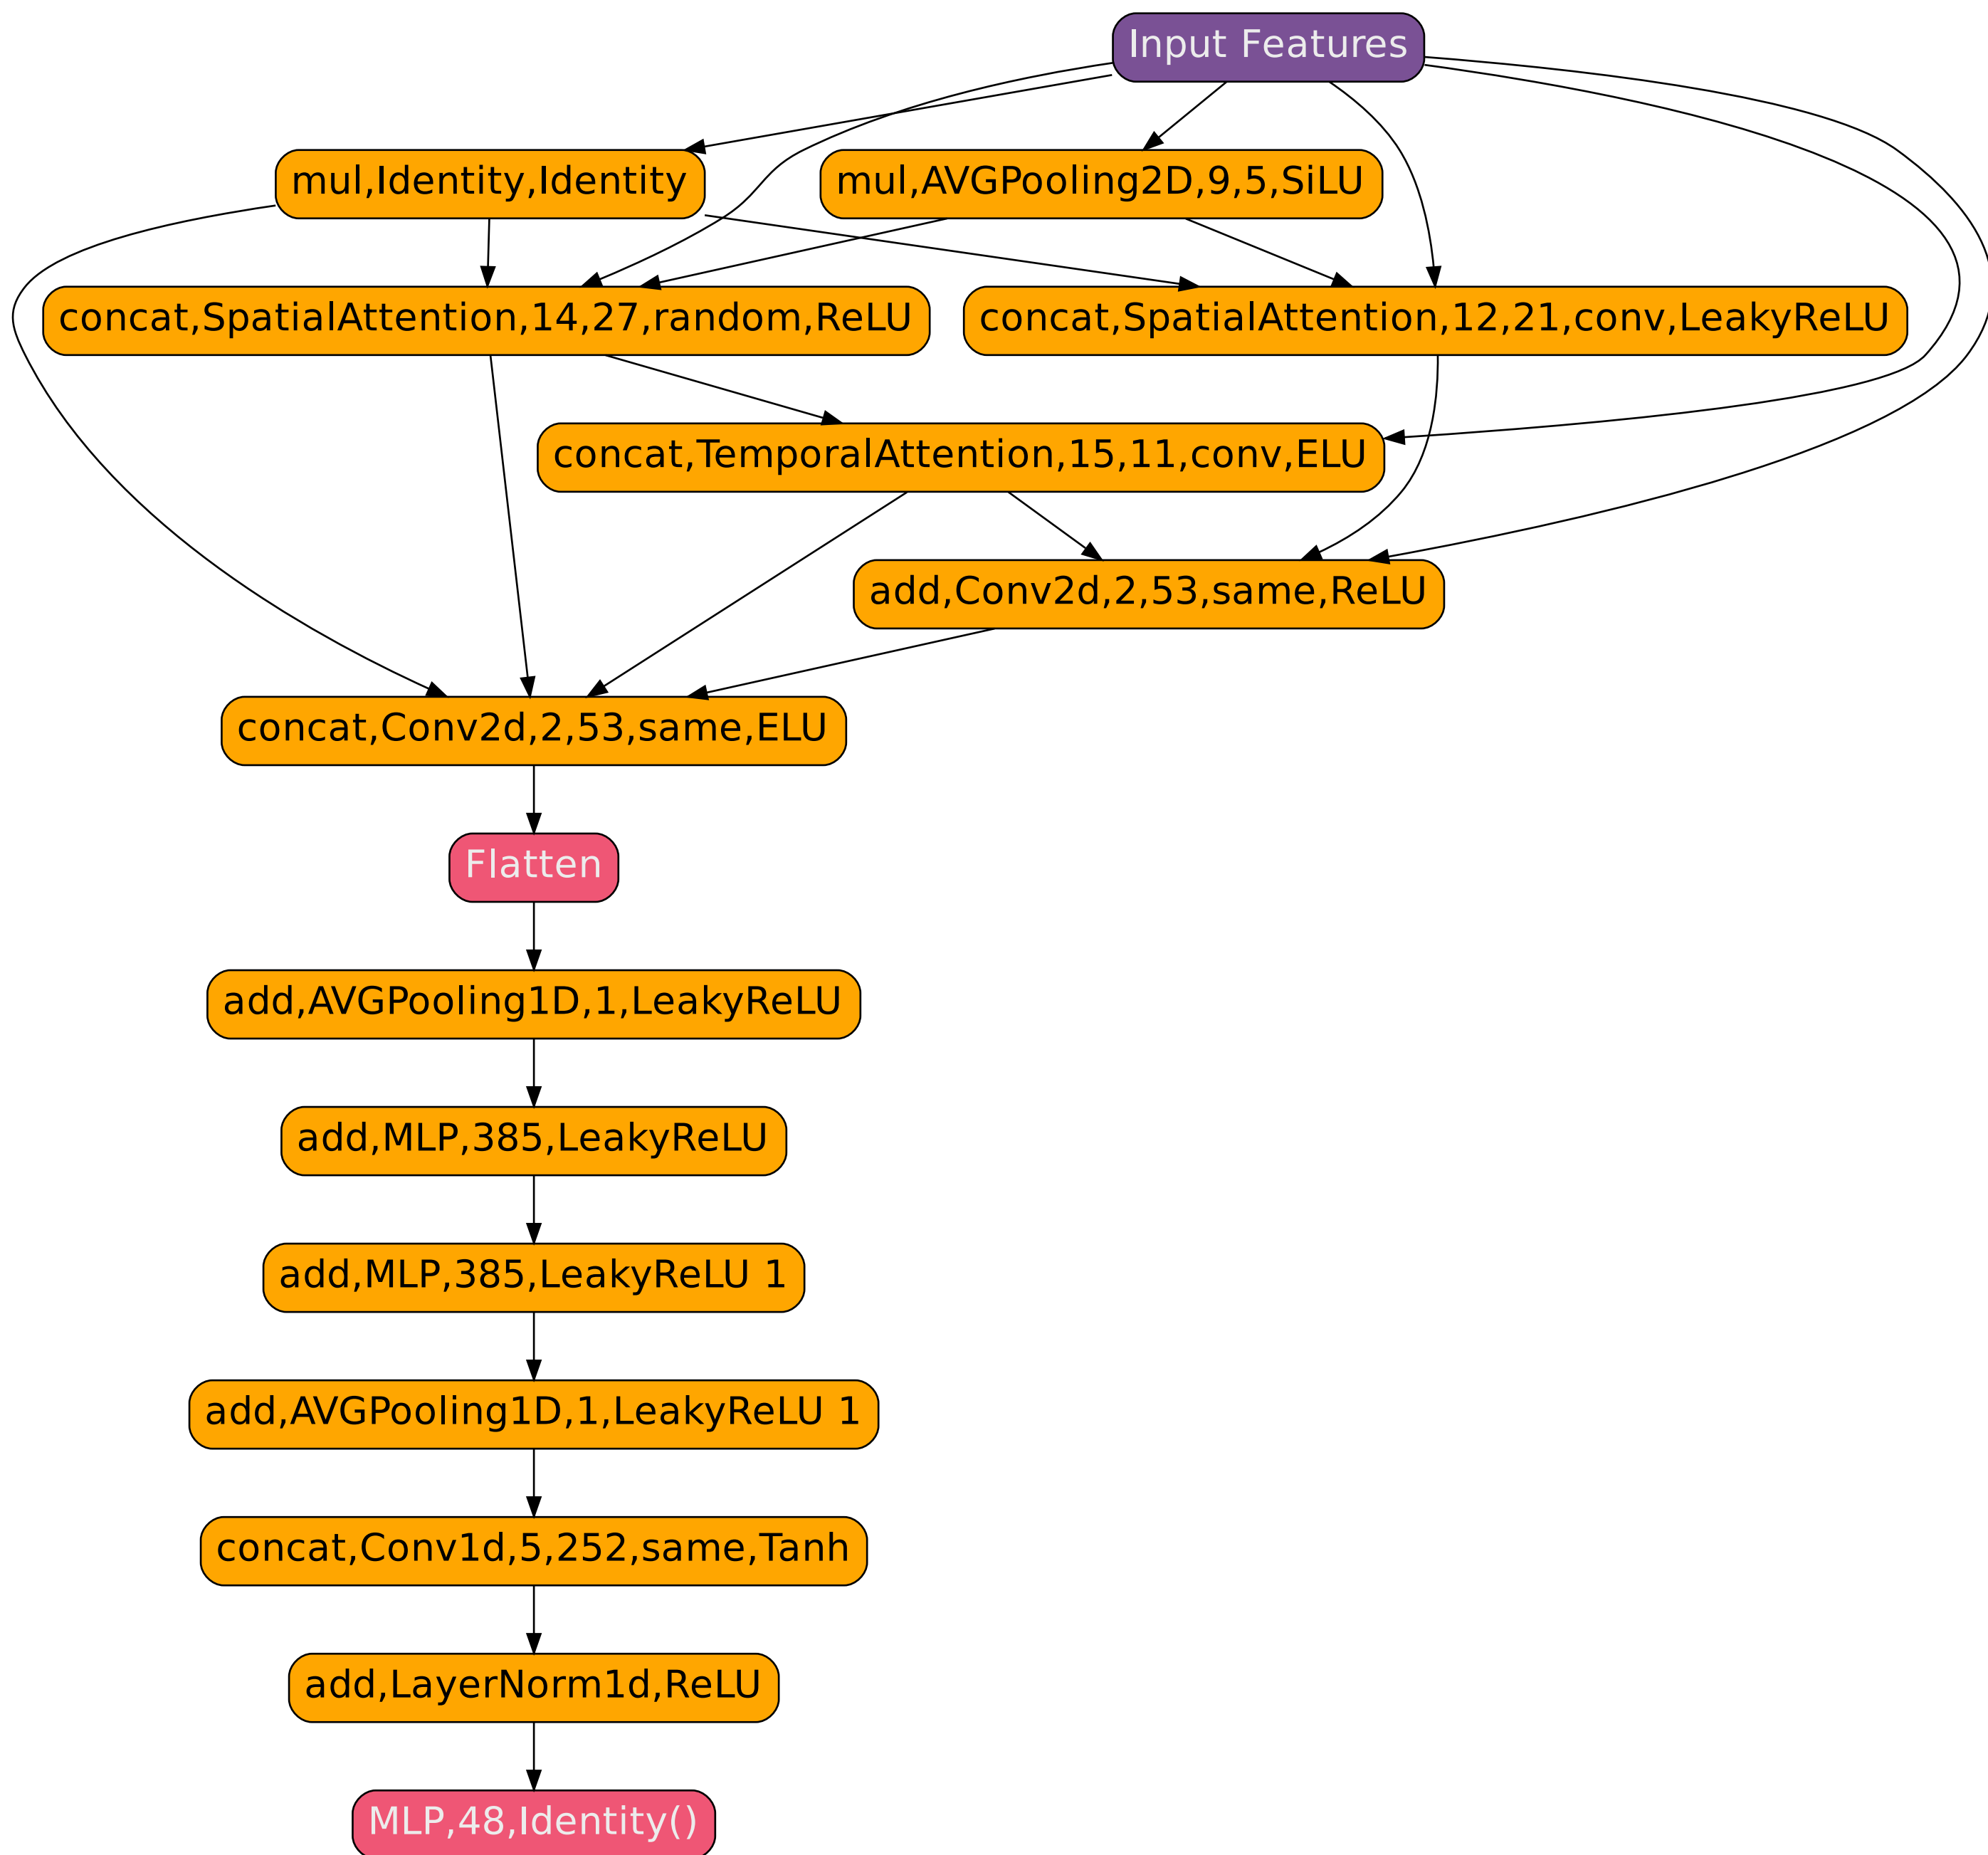 Input Features
mul,Identity,Identity
mul,AVGPooling2D,9,5,SiLU
concat,SpatialAttention,14,27,random,ReLU
concat,SpatialAttention,12,21,conv,LeakyReLU
concat,TemporalAttention,15,11,conv,ELU
add,Conv2d,2,53,same,ReLU
concat,Conv2d,2,53,same,ELU
Flatten
add,AVGPooling1D,1,LeakyReLU
add,MLP,385,LeakyReLU
add,MLP,385,LeakyReLU 1
add,AVGPooling1D,1,LeakyReLU 1
concat,Conv1d,5,252,same,Tanh
add,LayerNorm1d,ReLU
MLP,48,Identity()